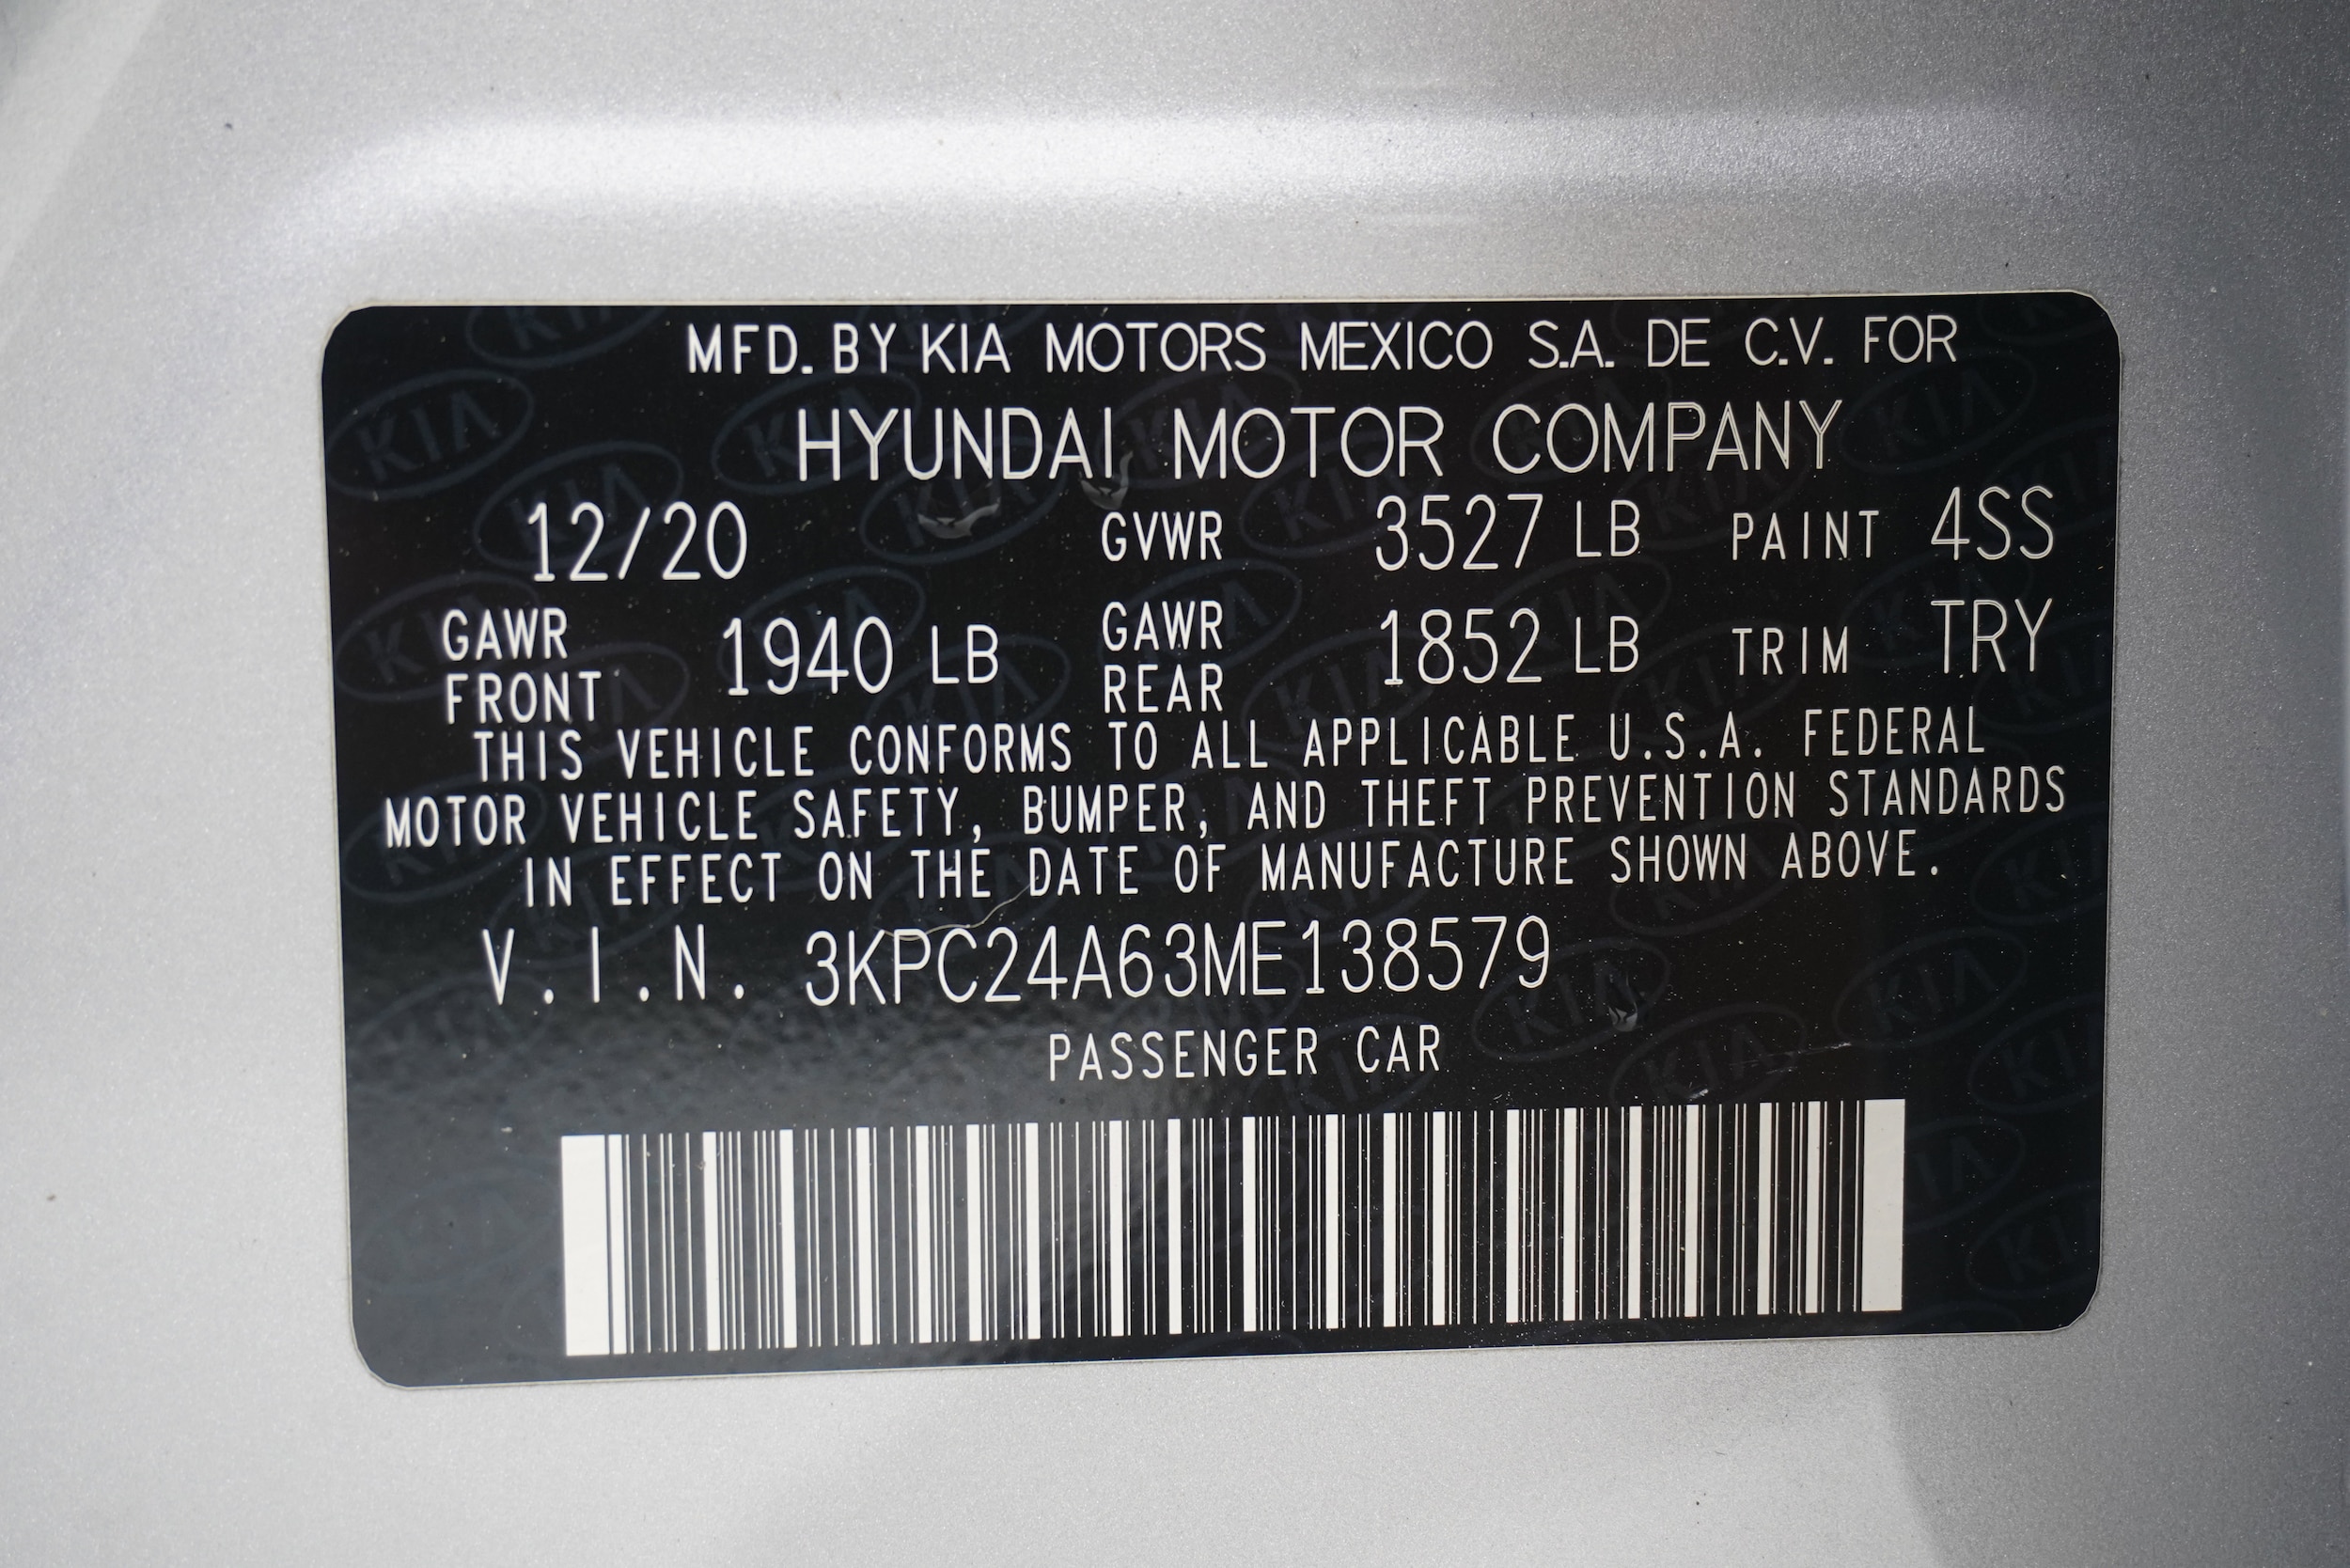 MFD. BY KIA MOTORS MEXICO S.A. DE C.V. FOR
HYUNDAI MOTOR COMPANY
12/20 GVWR 3527 LB PAINT 4SS
GAWR FRONT 1940 LB GAWR REAR 1852 LB TRIM TRY
THIS VEHICLE CONFORMS TO ALL APPLICABLE U.S.A. FEDERAL
MOTOR VEHICLE SAFETY, BUMPER, AND THEFT PREVENTION STANDARDS
IN EFFECT ON THE DATE OF MANUFACTURE SHOWN ABOVE.
V.I.N. 3KPC24A63ME138579
PASSENGER CAR